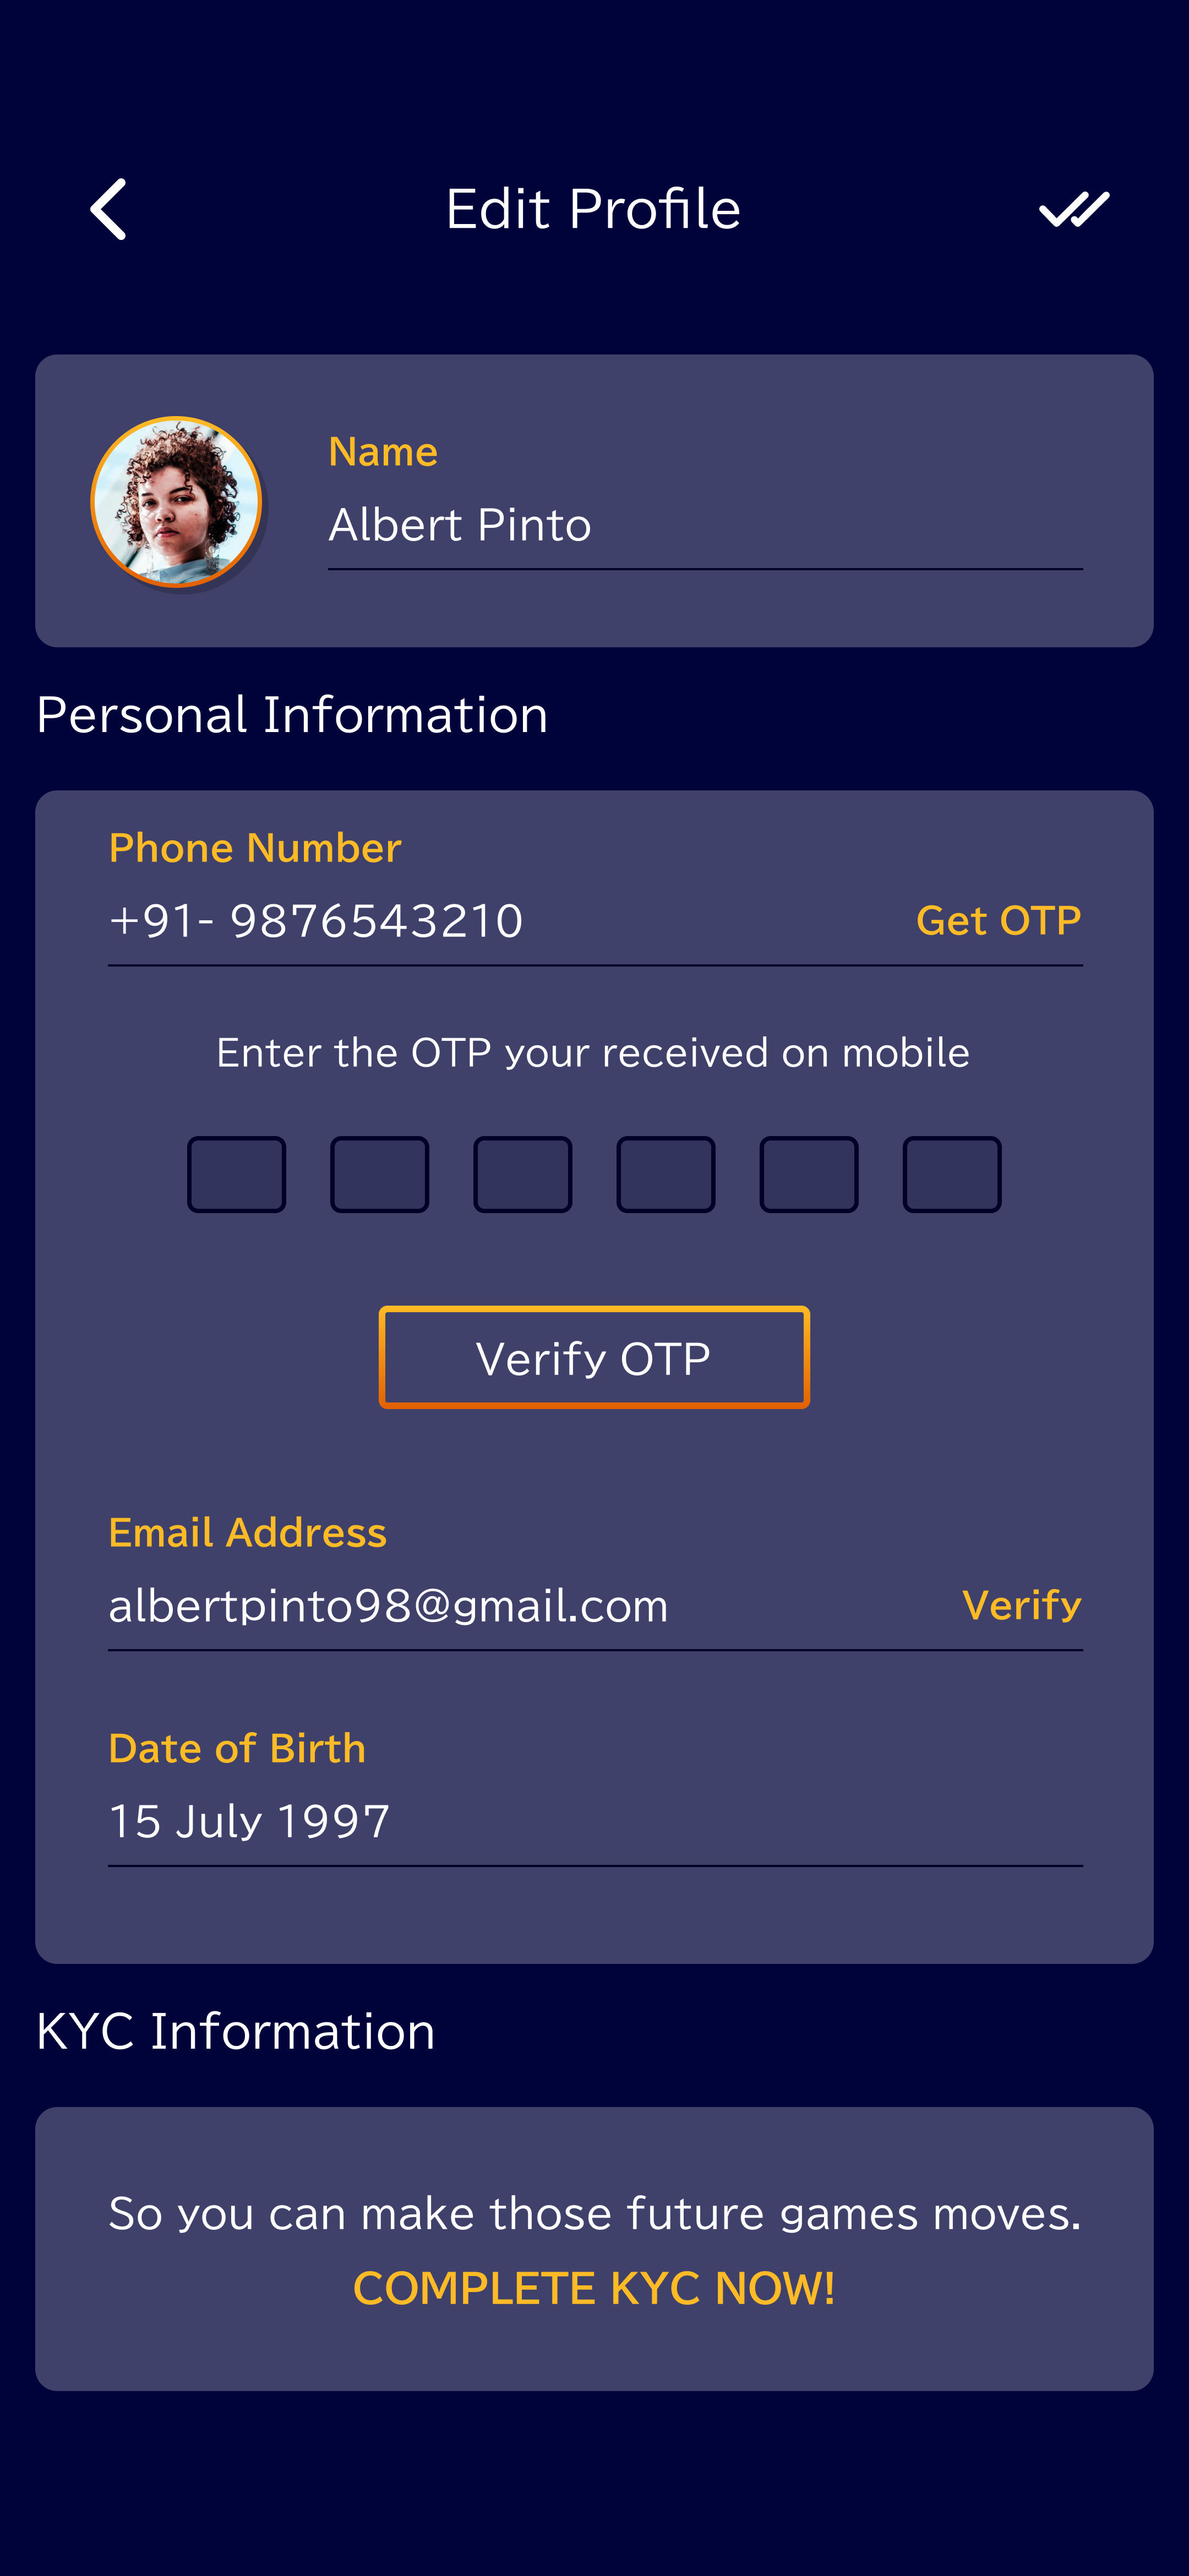 Edit Profile
Name
Albert Pinto
Personal Information
Phone Number
+91- 9876543210 Get OTP
Enter the OTP your received on mobile
Verify OTP
Email Address
albertpinto98@gmail.com Verify
Date of Birth
15 July 1997
KYC Information
So you can make those future games moves.
COMPLETE KYC NOW!